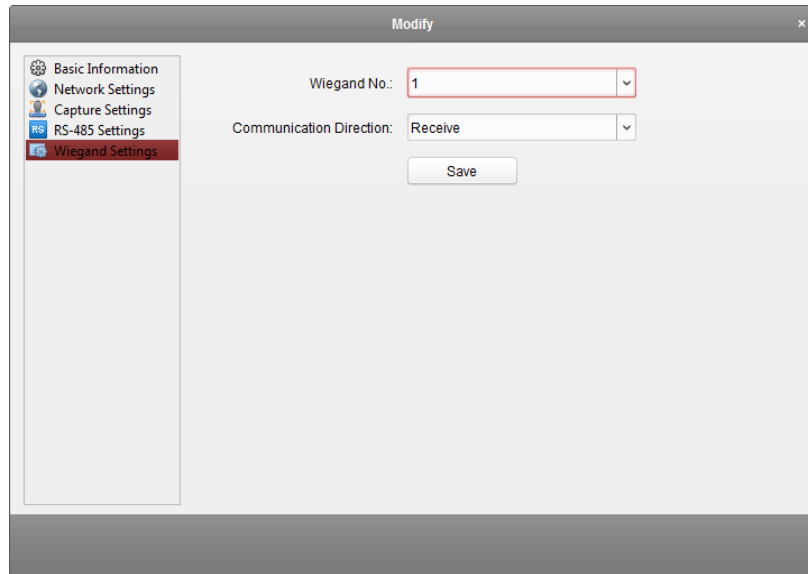 Modify
×
Basic Information
Network Settings
Capture Settings
RS RS-485 Settings
Wiegand Settings
Wiegand No.: 1
Communication Direction: Receive
Save